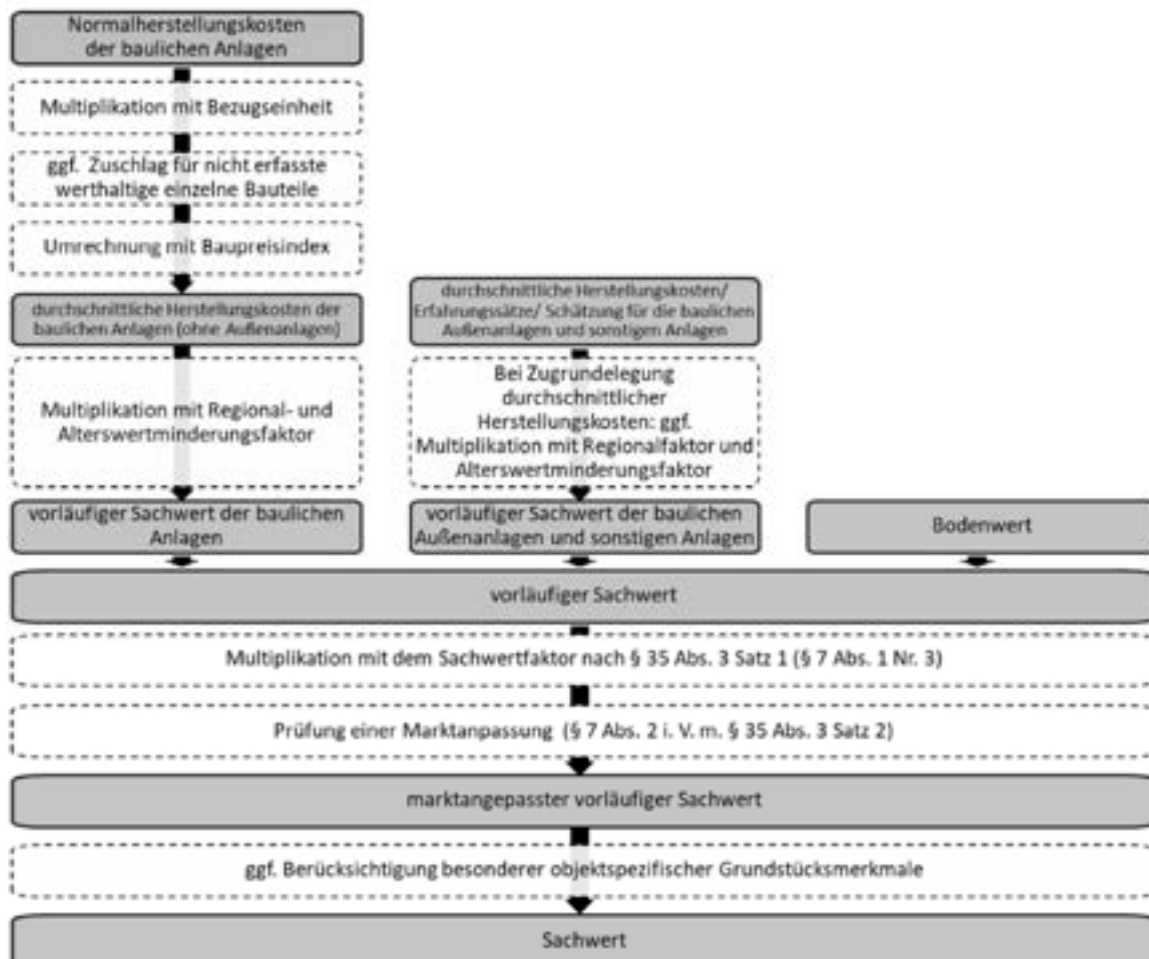 Normalherstellungskosten
der baulichen Anlagen
Multiplikation mit Bezugseinheit
ggf. Zuschlag für nicht erfasste
werthaltige einzelne Bauteile
Umrechnung mit Baupreisindex
durchschnittliche Herstellungskosten der
baulichen Anlagen (ohne Außenanlagen)
Multiplikation mit Regional- und
Alterswertminderungsfaktor
vorläufiger Sachwert der baulichen
Anlagen
durchschnittliche Herstellungskosten/
Erfahrungssätze/ Schätzung für die baulichen
Außenanlagen und sonstigen Anlagen
Bei Zugrundelegung
durchschnittlicher
Herstellungskosten: ggf.
Multiplikation mit Regionalfaktor und
Alterswertminderungsfaktor
vorläufiger Sachwert der baulichen
Außenanlagen und sonstigen Anlagen
Bodenwert
vorläufiger Sachwert
Multiplikation mit dem Sachwertfaktor nach § 35 Abs. 3 Satz 1 (§ 7 Abs. 1 Nr. 3)
Prüfung einer Marktanpassung (§ 7 Abs. 2 i. V. m. § 35 Abs. 3 Satz 2)
marktangepasster vorläufiger Sachwert
ggf. Berücksichtigung besonderer objektspezifischer Grundstücksmerkmale
Sachwert